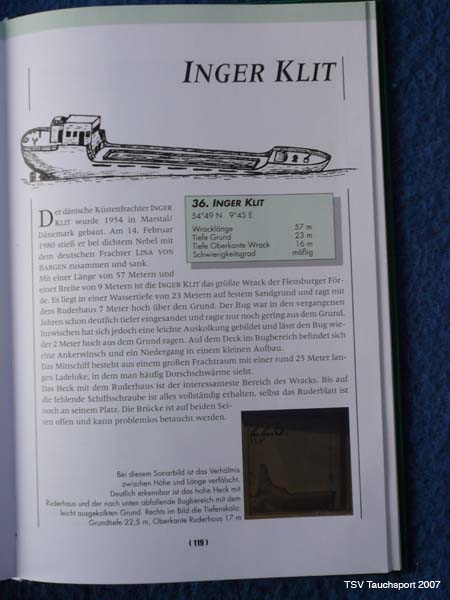 INGER KLIT
36. INGER KLIT
54°49 N 9°45 E
Wracklänge 57 m
Tiefe Grund 23 m
Tiefe Oberkante Wrack 16 m
Schwierigkeitsgrad mäßig
Der dänische Küstenfrachter INGER
KLIT wurde 1954 in Marstal/
Dänemark gebaut. Am 14. Februar
1980 stieß er bei dichtem Nebel mit
dem deutschen Frachter LINA VON
BARGEN zusammen und sank.
Mit einer Länge von 57 Metern und
einer Breite von 9 Metern ist die INGER KLIT das größte Wrack der Flensburger För-
de. Es liegt in einer Wassertiefe von 23 Metern auf festem Sandgrund und ragt mit
dem Ruderhaus 7 Meter hoch über den Grund. Der Bug war in den vergangenen
Jahren schon deutlich tiefer eingesandet und ragte nur noch gering aus dem Grund.
Inzwischen hat sich jedoch eine leichte Auskolkung gebildet und lässt den Bug wie-
der 2 Meter hoch aus dem Grund ragen. Auf dem Deck im Bugbereich befindet sich
eine Ankerwinsch und ein Niedergang in einem kleinen Aufbau.
Das Mittschiff besteht aus einem großen Frachtraum mit einer rund 25 Meter lan-
gen Ladeluke, in dem man häufig Dorschschwärme sieht.
Das Heck mit dem Ruderhaus ist der interessanteste Bereich des Wracks. Bis auf
die fehlende Schiffsschraube ist alles vollständig erhalten, selbst das Ruderblatt ist
noch an seinem Platz. Die Brücke ist auf beiden Sei-
ten offen und kann problemlos betaucht werden.
22.5
Bei diesem Sonarbild ist das Verhältnis
zwischen Höhe und Länge verfälscht.
Deutlich erkennbar ist das hohe Heck mit
Ruderhaus und der nach unten abfallende Bugbereich mit dem
leicht ausgekolkten Grund. Rechts im Bild die Tiefenskala:
Grundtiefe 22,5 m, Oberkante Ruderhaus 17 m
( 119 )
TSV Tauchsport 2007